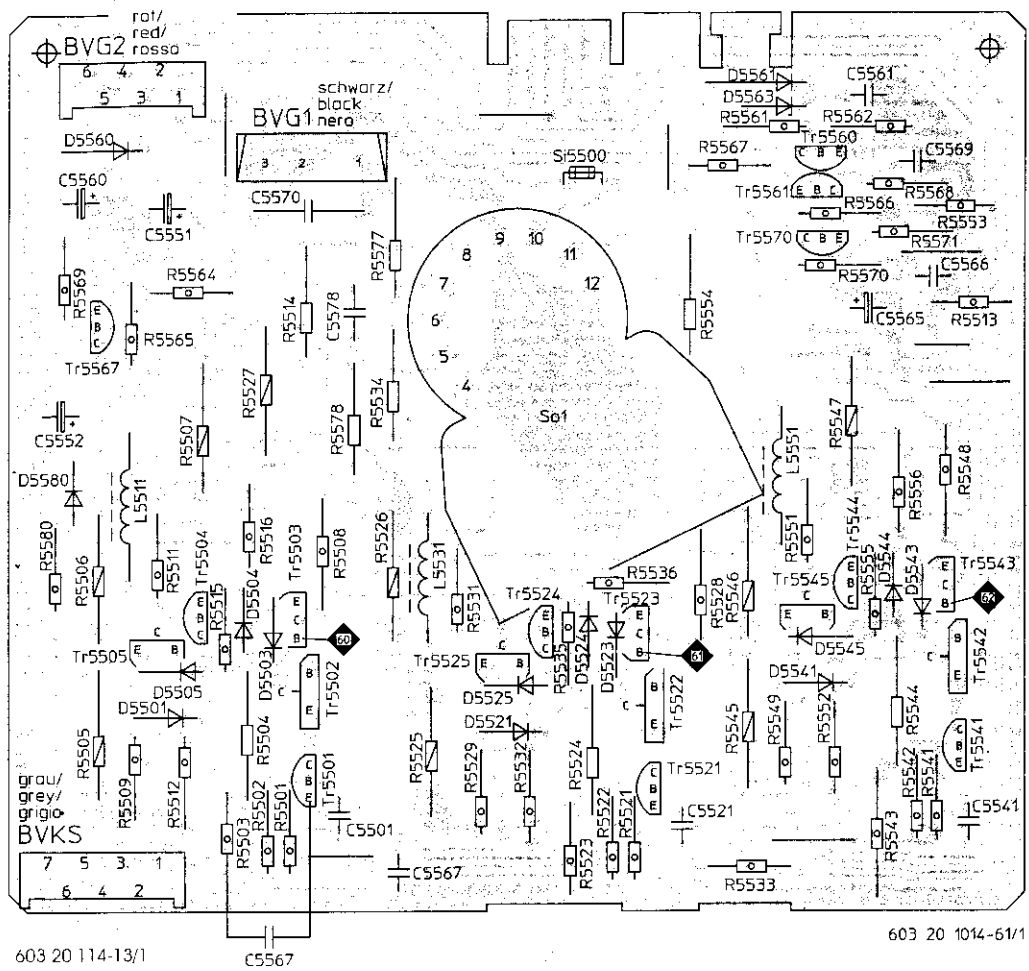 rot/
red/
rosso
BVG2
6 4 2
5 3 1
schwarz/
black
nero
BVG1
3 2 1
D5560
C5560
C5551
C5570
R5577
Si5500
D5561
C5561
D5563
R5561
R5562
Tr5560
C B E
R5567
C5569
Tr5561
E B C
R5568
R5566
R5553
Tr5570
C B E
R5571
R5570
C5566
C5565
R5513
R5569
R5564
E
B
C
R5565
Tr5567
R5514
C5578
R5554
4
5
6
7
8
9
10
11
12
So1
R5527
R5534
R5507
R5578
C5552
R5547
L5551
R5548
R5556
D5580
L5511
R5580
R5506
R5511
Tr5504
R5516
Tr5503
R5508
R5526
L5531
R5531
R5536
R5528
R5546
R5551
Tr5544
D5544
D5543
Tr5543
E
C
B
62
R5515
D5504
E
B
C
E
C
B
60
D5503
Tr5505
E B
C
D5505
Tr5524
E
B
C
Tr5523
E
C
B
61
R5535
D5524
D5523
Tr5525
E B
C
D5525
Tr5545
E B
C
E
B
C
R5555
D5545
Tr5542
C
B
E
D5501
Tr5502
C
B
E
R5504
R5505
R5509
R5512
D5521
Tr5522
C
B
E
R5525
R5529
R5532
R5524
R5545
D5541
R5549
R5552
R5544
Tr5541
C
B
E
Tr5501
C
B
E
R5503
R5502
R5501
C5501
Tr5521
C
B
E
R5523
R5522
R5521
C5521
R5542
R5541
C5541
R5543
R5533
grau/
grey/
grigio
BVKS
7 5 3 1
6 4 2
C5567
C5567
603 20 114-13/1
603 20 1014-61/1